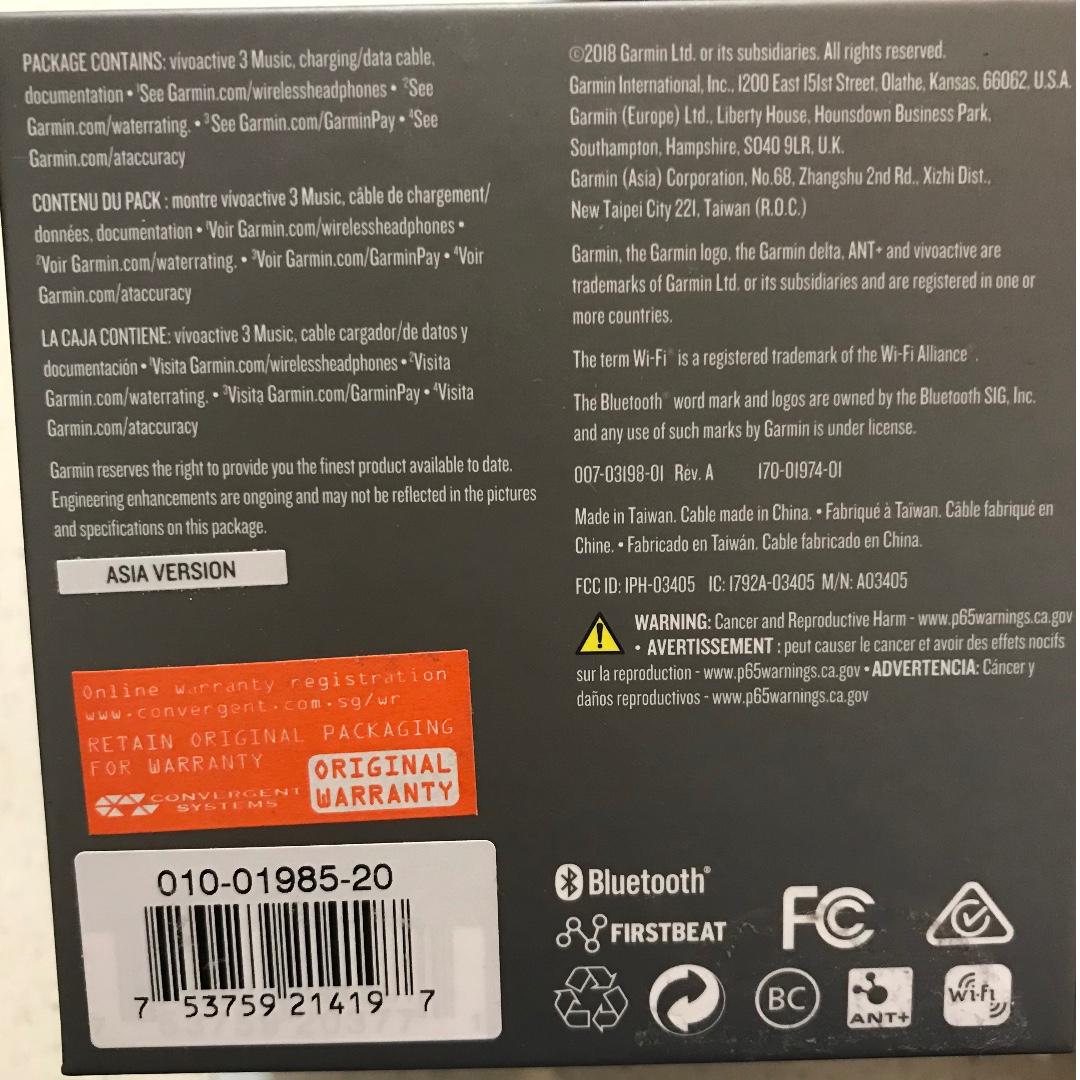 PACKAGE CONTAINS: vívoactive 3 Music, charging/data cable,
documentation • ¹See Garmin.com/wirelessheadphones • ²See
Garmin.com/waterrating. • ³See Garmin.com/GarminPay • ⁴See
Garmin.com/ataccuracy
CONTENU DU PACK : montre vívoactive 3 Music, câble de chargement/
données, documentation • ¹Voir Garmin.com/wirelessheadphones •
²Voir Garmin.com/waterrating. • ³Voir Garmin.com/GarminPay • ⁴Voir
Garmin.com/ataccuracy
LA CAJA CONTIENE: vívoactive 3 Music, cable cargador/de datos y
documentación • ¹Visita Garmin.com/wirelessheadphones • ²Visita
Garmin.com/waterrating. • ³Visita Garmin.com/GarminPay • ⁴Visita
Garmin.com/ataccuracy
Garmin reserves the right to provide you the finest product available to date.
Engineering enhancements are ongoing and may not be reflected in the pictures
and specifications on this package.
ASIA VERSION
Online warranty registration
www.convergent.com.sg/wr
RETAIN ORIGINAL PACKAGING
FOR WARRANTY
ORIGINAL
WARRANTY
CONVERGENT
SYSTEMS
010-01985-20
7 53759 21419 7
©2018 Garmin Ltd. or its subsidiaries. All rights reserved.
Garmin International, Inc., 1200 East 151st Street, Olathe, Kansas, 66062, U.S.A.
Garmin (Europe) Ltd., Liberty House, Hounsdown Business Park,
Southampton, Hampshire, SO40 9LR, U.K.
Garmin (Asia) Corporation, No.68, Zhangshu 2nd Rd., Xizhi Dist.,
New Taipei City 221, Taiwan (R.O.C.)
Garmin, the Garmin logo, the Garmin delta, ANT+ and vívoactive are
trademarks of Garmin Ltd. or its subsidiaries and are registered in one or
more countries.
The term Wi-Fi® is a registered trademark of the Wi-Fi Alliance®.
The Bluetooth® word mark and logos are owned by the Bluetooth SIG, Inc.
and any use of such marks by Garmin is under license.
007-03198-01 Rev. A 170-01974-01
Made in Taiwan. Cable made in China. • Fabriqué à Taïwan. Câble fabriqué en
Chine. • Fabricado en Taiwán. Cable fabricado en China.
FCC ID: IPH-03405 IC: 1792A-03405 M/N: A03405
WARNING: Cancer and Reproductive Harm - www.p65warnings.ca.gov
• AVERTISSEMENT : peut causer le cancer et avoir des effets nocifs
sur la reproduction - www.p65warnings.ca.gov • ADVERTENCIA: Cáncer y
daños reproductivos - www.p65warnings.ca.gov
Bluetooth®
FIRSTBEAT
FC
BC
ANT+
Wi-Fi